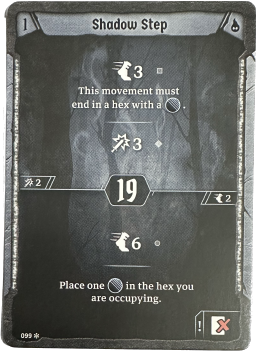 1 Shadow Step
3
This movement must
end in a hex with a .
3
2
19
2
6
Place one in the hex you
are occupying.
!
099